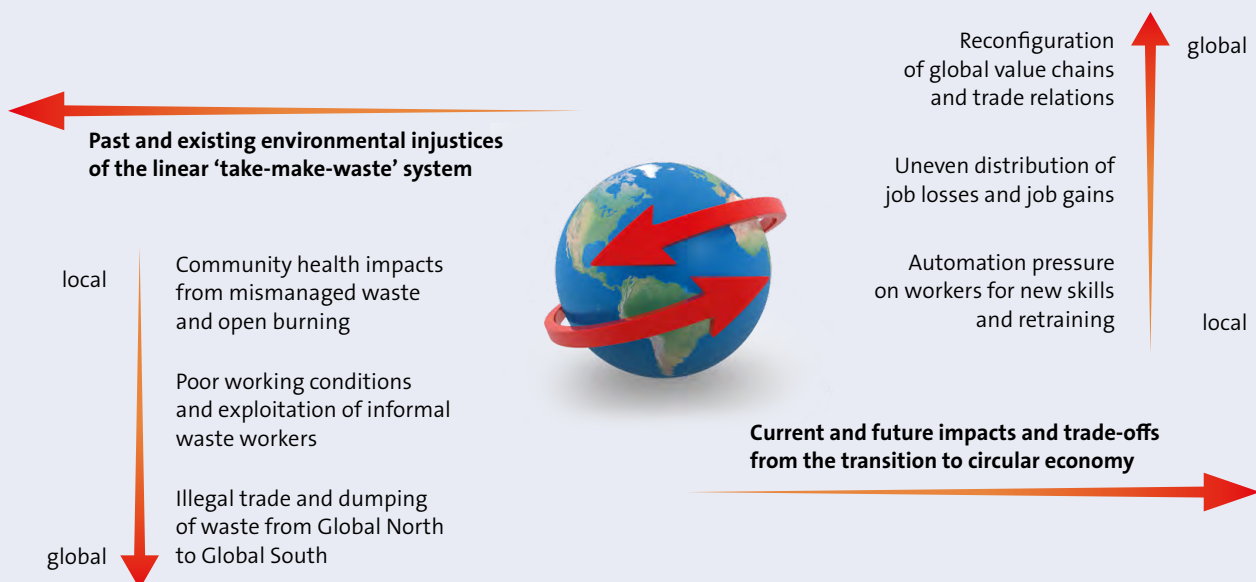 Past and existing environmental injustices
of the linear ‘take-make-waste’ system
local
Community health impacts
from mismanaged waste
and open burning
Poor working conditions
and exploitation of informal
waste workers
Illegal trade and dumping
of waste from Global North
to Global South
global
Reconfiguration
of global value chains
and trade relations
global
Uneven distribution of
job losses and job gains
Automation pressure
on workers for new skills
and retraining
local
Current and future impacts and trade-offs
from the transition to circular economy